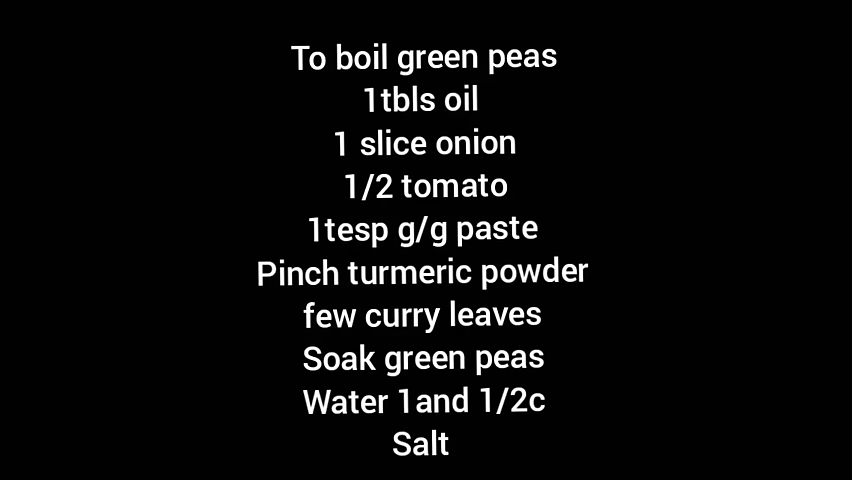 To boil green peas
1tbls oil
1 slice onion
1/2 tomato
1tesp g/g paste
Pinch turmeric powder
few curry leaves
Soak green peas
Water 1and 1/2c
Salt